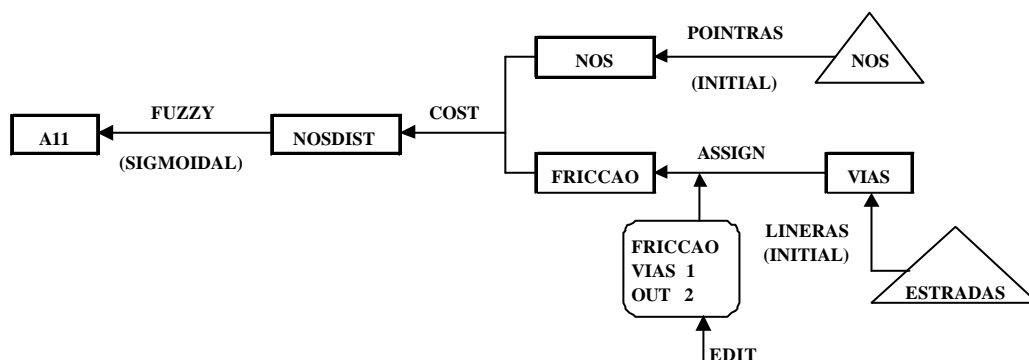 POINTRAS
NOS
NOS
(INITIAL)
FUZZY
COST
A11
NOSDIST
(SIGMOIDAL)
ASSIGN
FRICCAO
VIAS
LINERAS
(INITIAL)
FRICCAO
VIAS 1
OUT 2
ESTRADAS
EDIT